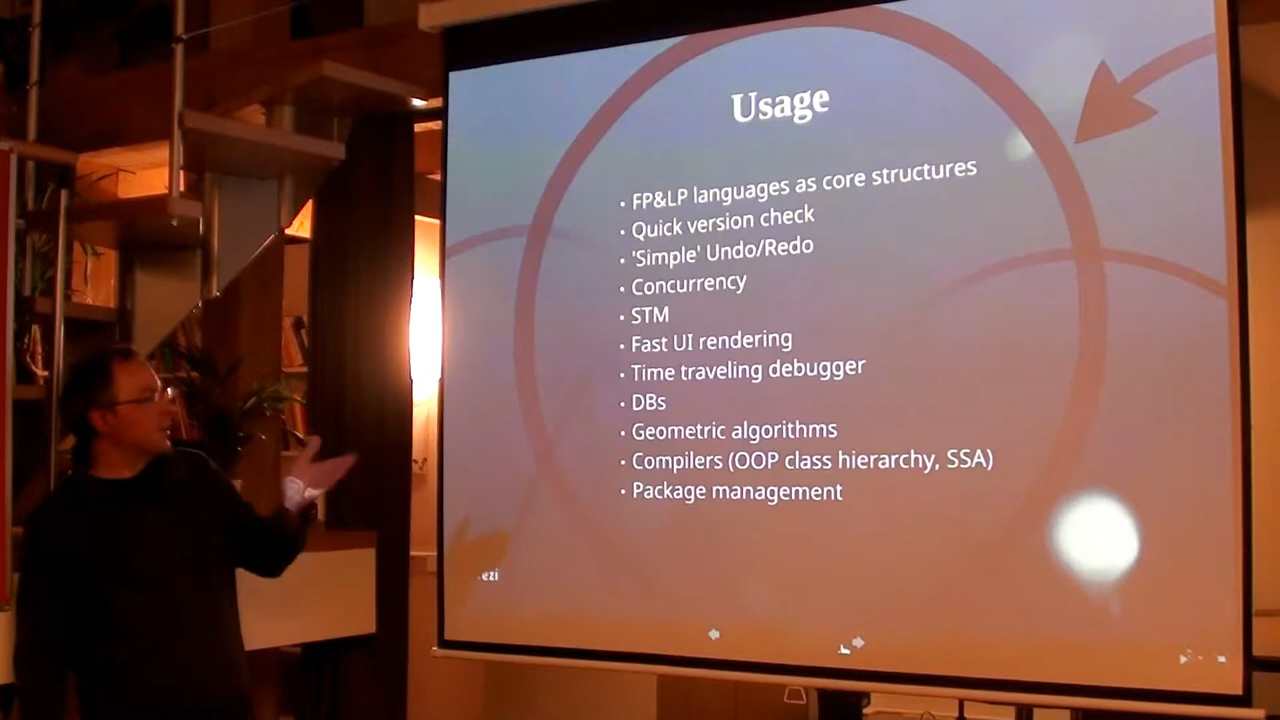 Usage
• FP&LP languages as core structures
• Quick version check
• 'Simple' Undo/Redo
• Concurrency
• STM
• Fast UI rendering
• Time traveling debugger
• DBs
• Geometric algorithms
• Compilers (OOP class hierarchy, SSA)
• Package management
ezi